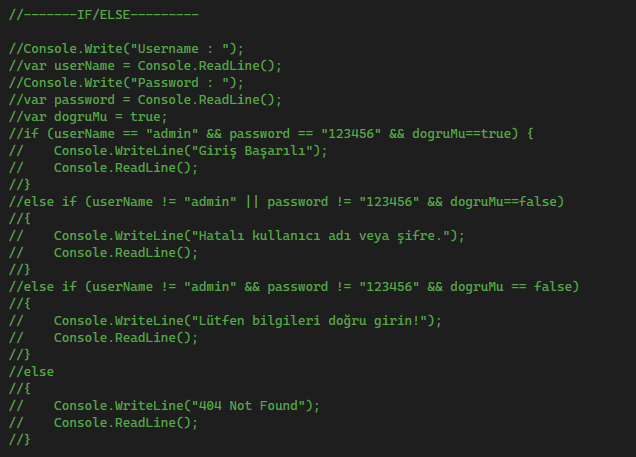 //-------IF/ELSE---------
//Console.Write("Username : ");
//var userName = Console.ReadLine();
//Console.Write("Password : ");
//var password = Console.ReadLine();
//var dogruMu = true;
//if (userName == "admin" && password == "123456" && dogruMu==true) {
//    Console.WriteLine("Giriş Başarılı");
//    Console.ReadLine();
//}
//else if (userName != "admin" || password != "123456" && dogruMu==false)
//{
//    Console.WriteLine("Hatalı kullanıcı adı veya şifre.");
//    Console.ReadLine();
//}
//else if (userName != "admin" && password != "123456" && dogruMu == false)
//{
//    Console.WriteLine("Lütfen bilgileri doğru girin!");
//    Console.ReadLine();
//}
//else
//{
//    Console.WriteLine("404 Not Found");
//    Console.ReadLine();
//}